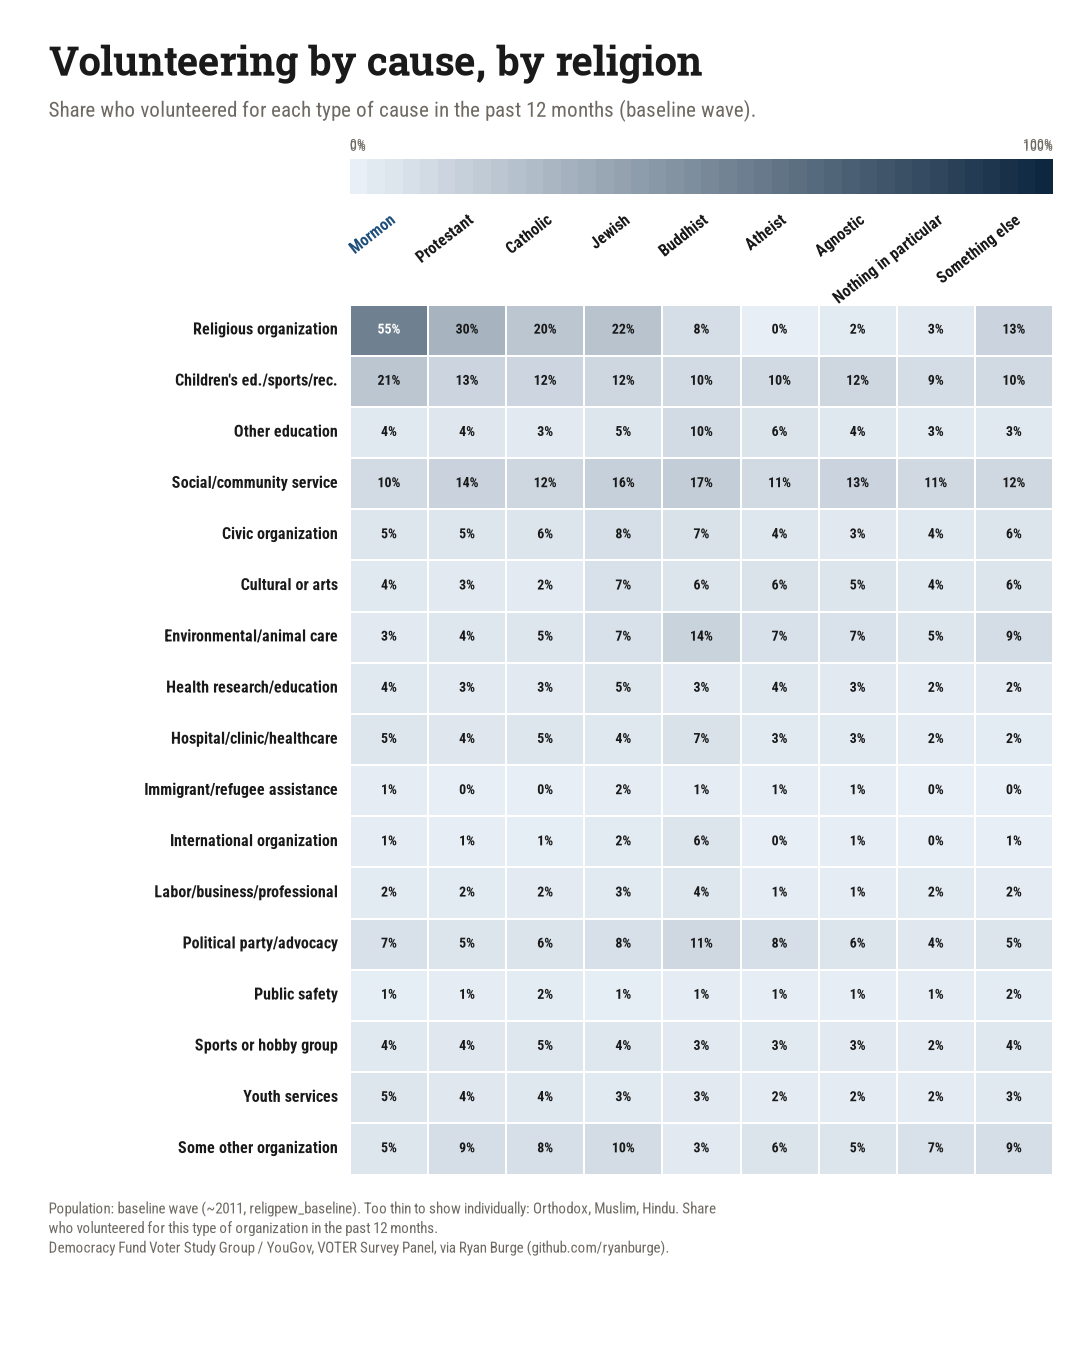 Volunteering by cause, by religion
Share who volunteered for each type of cause in the past 12 months (baseline wave).
0% 100%
Mormon Protestant Catholic Jewish Buddhist Atheist Agnostic Nothing in particular Something else
Religious organization 55% 30% 20% 22% 8% 0% 2% 3% 13%
Children's ed./sports/rec. 21% 13% 12% 12% 10% 10% 12% 9% 10%
Other education 4% 4% 3% 5% 10% 6% 4% 3% 3%
Social/community service 10% 14% 12% 16% 17% 11% 13% 11% 12%
Civic organization 5% 5% 6% 8% 7% 4% 3% 4% 6%
Cultural or arts 4% 3% 2% 7% 6% 6% 5% 4% 6%
Environmental/animal care 3% 4% 5% 7% 14% 7% 7% 5% 9%
Health research/education 4% 3% 3% 5% 3% 4% 3% 2% 2%
Hospital/clinic/healthcare 5% 4% 5% 4% 7% 3% 3% 2% 2%
Immigrant/refugee assistance 1% 0% 0% 2% 1% 1% 1% 0% 0%
International organization 1% 1% 1% 2% 6% 0% 1% 0% 1%
Labor/business/professional 2% 2% 2% 3% 4% 1% 1% 2% 2%
Political party/advocacy 7% 5% 6% 8% 11% 8% 6% 4% 5%
Public safety 1% 1% 2% 1% 1% 1% 1% 1% 2%
Sports or hobby group 4% 4% 5% 4% 3% 3% 3% 2% 4%
Youth services 5% 4% 4% 3% 3% 2% 2% 2% 3%
Some other organization 5% 9% 8% 10% 3% 6% 5% 7% 9%
Population: baseline wave (~2011, religpew_baseline). Too thin to show individually: Orthodox, Muslim, Hindu. Share
who volunteered for this type of organization in the past 12 months.
Democracy Fund Voter Study Group / YouGov, VOTER Survey Panel, via Ryan Burge (github.com/ryanburge).